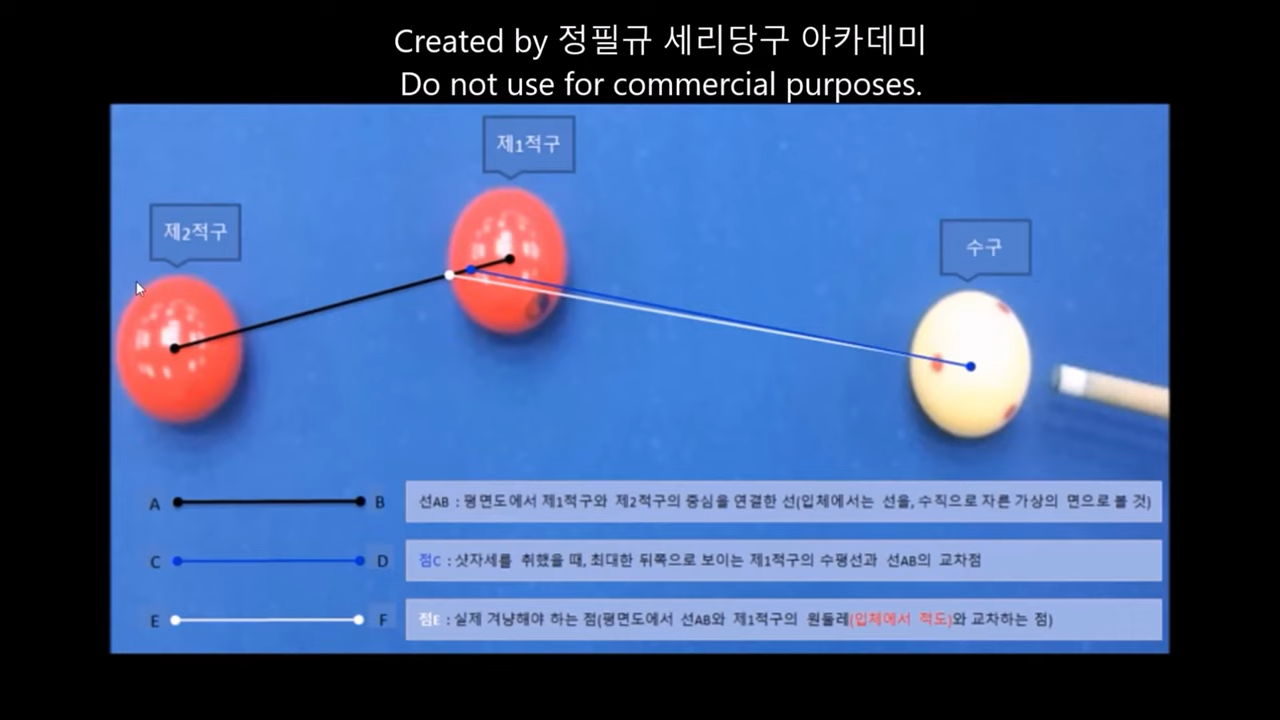 Created by 정필규 세리당구 아카데미
Do not use for commercial purposes.
제1적구
제2적구
수구
A B 선AB : 평면도에서 제1적구와 제2적구의 중심을 연결한 선(입체에서는 선을, 수직으로 자른 가상의 면으로 볼 것)
C D 점C : 샷자세를 취했을 때, 최대한 뒤쪽으로 보이는 제1적구의 수평선과 선AB의 교차점
E F 점E : 실제 겨냥해야 하는 점(평면도에서 선AB와 제1적구의 원둘레(입체에서 적도)와 교차하는 점)